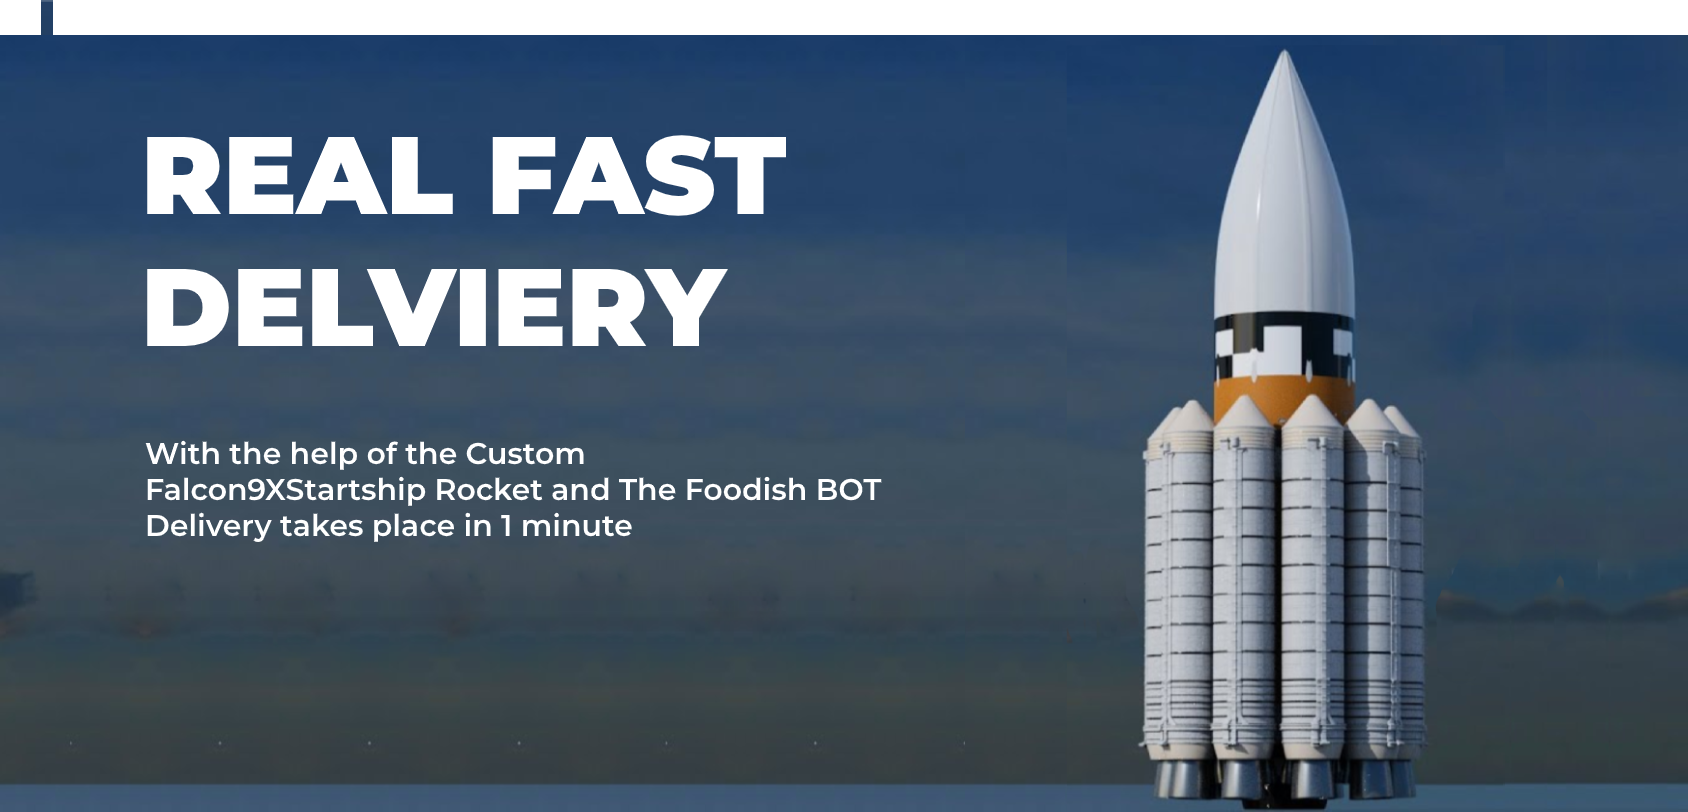 REAL FAST
DELVIERY
With the help of the Custom
Falcon9XStartship Rocket and The Foodish BOT
Delivery takes place in 1 minute